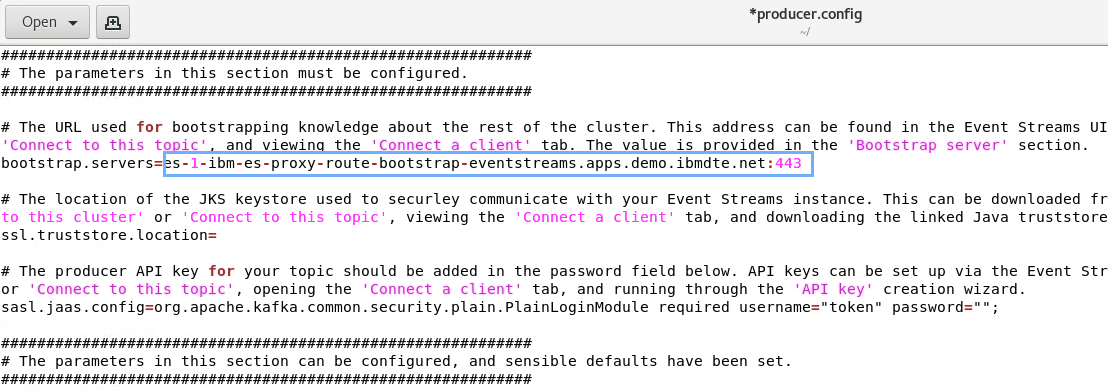 Open
*producer.config
~/
###########################################################
# The parameters in this section must be configured.
###########################################################
# The URL used for bootstrapping knowledge about the rest of the cluster. This address can be found in the Event Streams UI
'Connect to this topic', and viewing the 'Connect a client' tab. The value is provided in the 'Bootstrap server' section.
bootstrap.servers=es-1-ibm-es-proxy-route-bootstrap-eventstreams.apps.demo.ibmdte.net:443
# The location of the JKS keystore used to securley communicate with your Event Streams instance. This can be downloaded fr
to this cluster' or 'Connect to this topic', viewing the 'Connect a client' tab, and downloading the linked Java truststore
ssl.truststore.location=
# The producer API key for your topic should be added in the password field below. API keys can be set up via the Event Str
or 'Connect to this topic', opening the 'Connect a client' tab, and running through the 'API key' creation wizard.
sasl.jaas.config=org.apache.kafka.common.security.plain.PlainLoginModule required username="token" password="";
###########################################################
# The parameters in this section can be configured, and sensible defaults have been set.
###########################################################